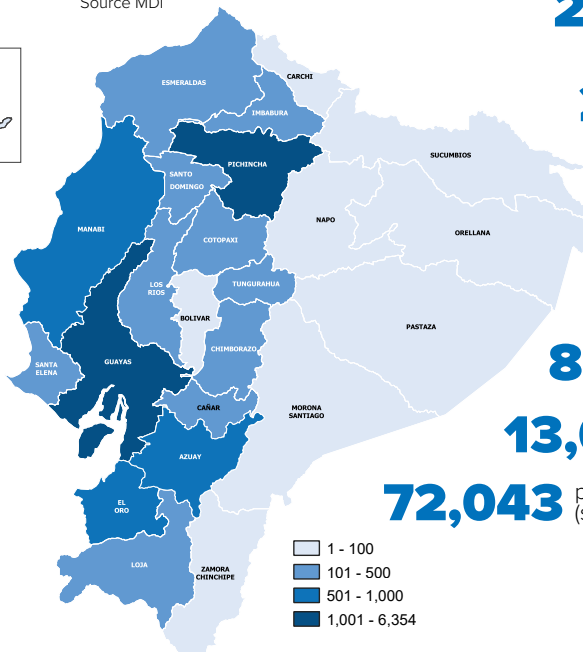 Source MDI
2
ESMERALDAS
CARCHI
IMBABURA
PICHINCHA
SUCUMBIOS
SANTO
DOMINGO
NAPO
MANABI
ORELLANA
COTOPAXI
LOS
RIOS
TUNGURAHUA
BOLIVAR
PASTAZA
CHIMBORAZO
SANTA
ELENA
GUAYAS
8
CAÑAR
MORONA
SANTIAGO
13,
AZUAY
72,043
EL
ORO
LOJA
ZAMORA
CHINCHIPE
1 - 100
101 - 500
501 - 1,000
1,001 - 6,354